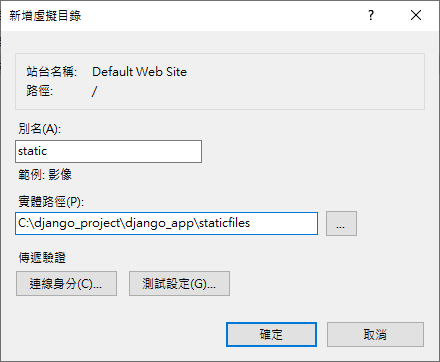 新增虛擬目錄
?
站台名稱: Default Web Site
路徑: /
別名(A):
static
範例: 影像
實體路徑(P):
C:\django_project\django_app\staticfiles
...
傳遞驗證
連線身分(C)...
測試設定(G)...
確定
取消